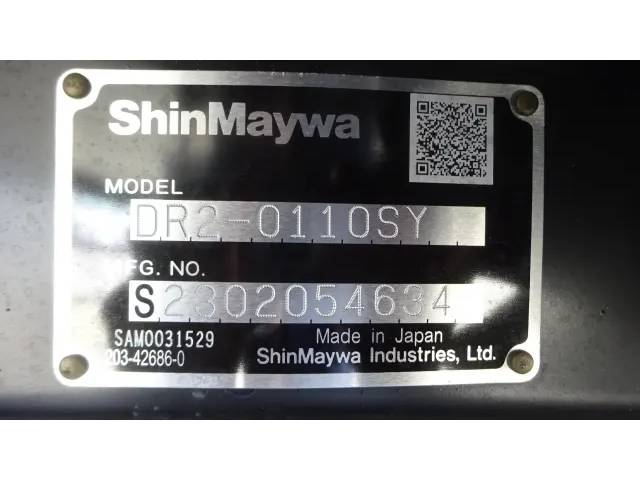 ShinMaywa
MODEL
DR2-0110SY
MFG. NO.
S2302054634
SAM0031529
203-42686-0
Made in Japan
ShinMaywa Industries, Ltd.